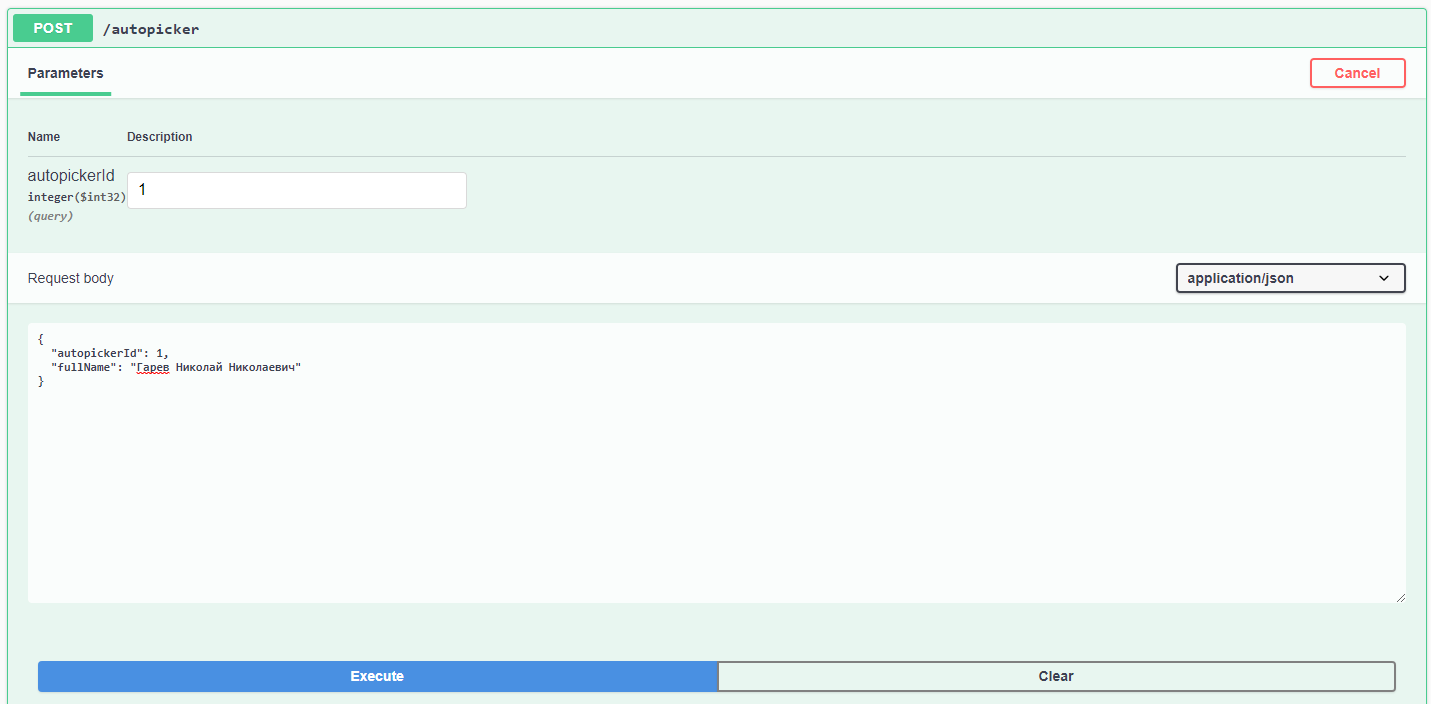 POST /autopicker
Parameters
Cancel
Name Description
autopickerId
integer($int32)
(query)
1
Request body
application/json
{
  "autopickerId": 1,
  "fullName": "Гарев Николай Николаевич"
}
Execute
Clear